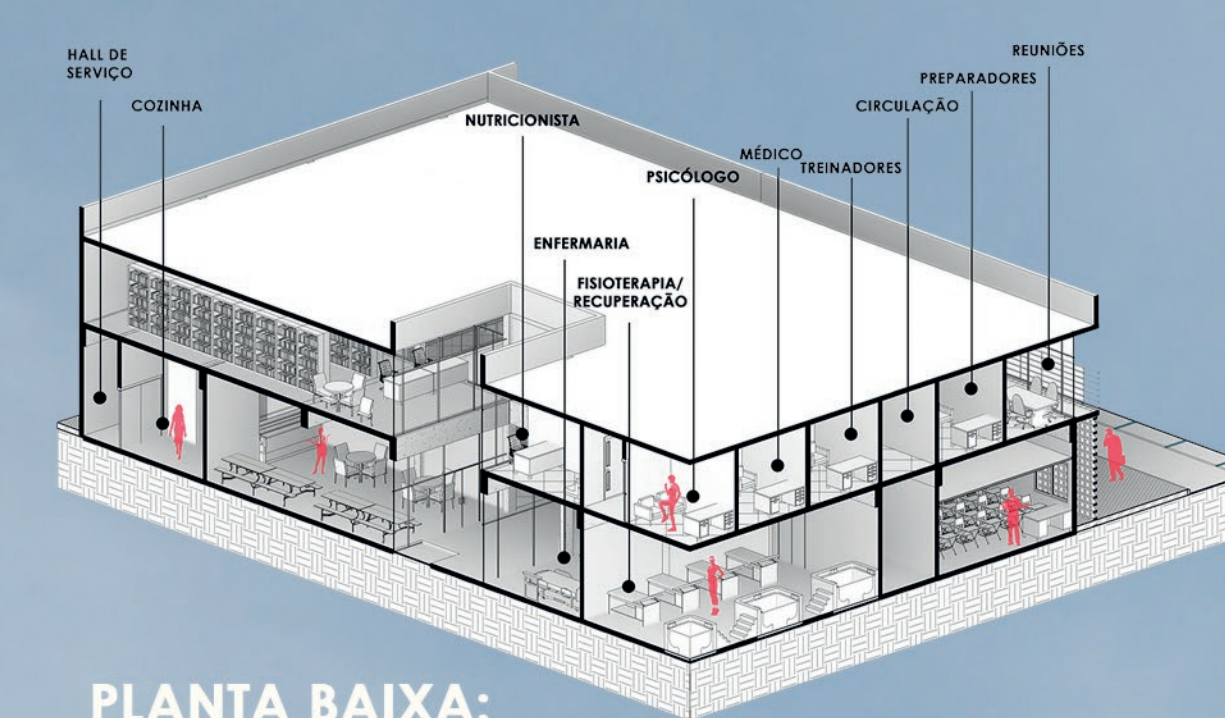 HALL DE
SERVIÇO
COZINHA
NUTRICIONISTA
ENFERMARIA
FISIOTERAPIA/
RECUPERAÇÃO
PSICÓLOGO
MÉDICO
TREINADORES
CIRCULAÇÃO
PREPARADORES
REUNIÕES
PLANTA BAIXA: